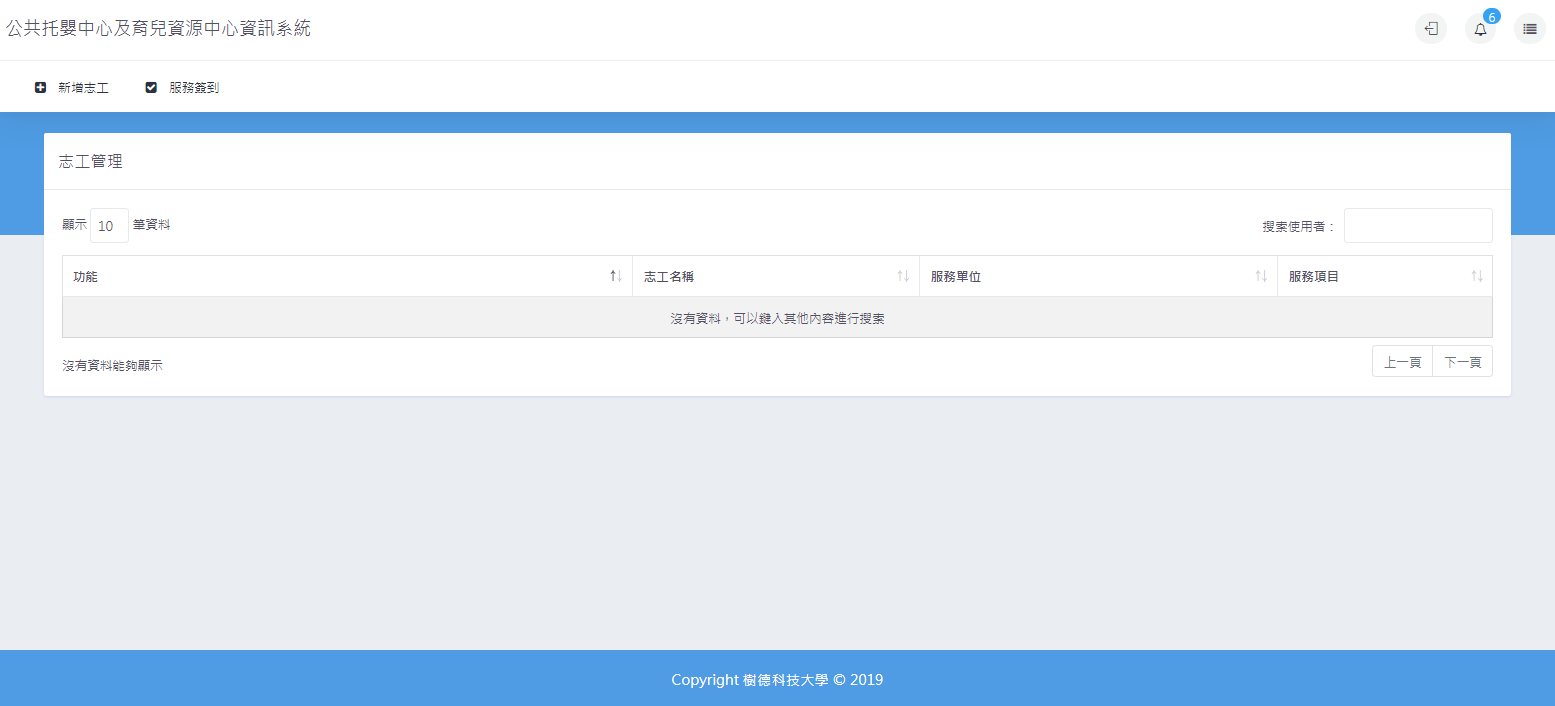 公共托嬰中心及育兒資源中心資訊系統
6
新增志工 服務簽到
志工管理
顯示 10 筆資料 搜索使用者：
功能 志工名稱 服務單位 服務項目
沒有資料，可以鍵入其他內容進行搜索
沒有資料能夠顯示 上一頁 下一頁
Copyright 樹德科技大學 © 2019